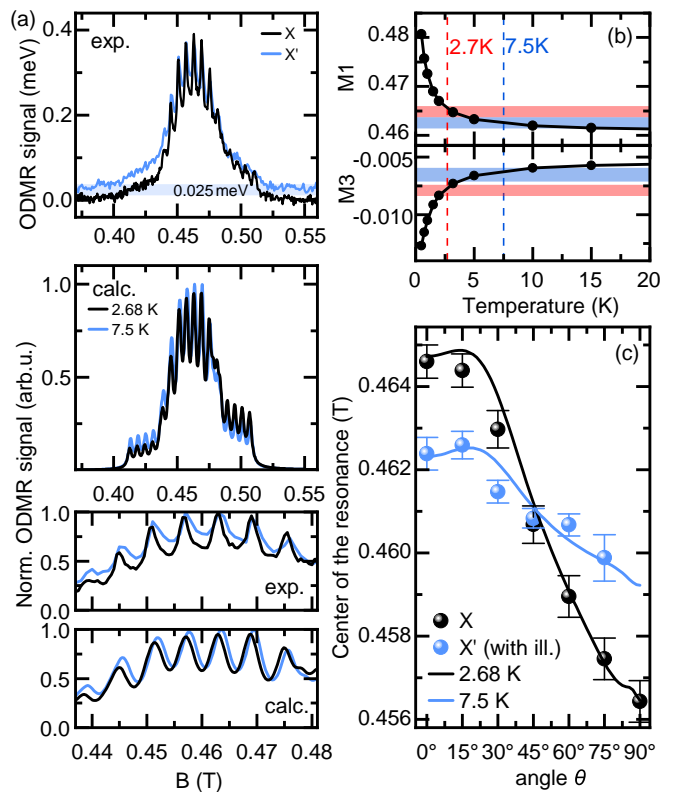 (a)
exp.
X
X'
0.4
0.2
0.0
ODMR signal (meV)
0.025 meV
0.40
0.45
0.50
0.55
calc.
2.68 K
7.5 K
1.0
0.5
0.40
0.45
0.50
0.55
Norm. ODMR signal (arb.u.)
1.0
0.5
0.0
exp.
1.0
0.5
0.0
calc.
0.44
0.45
0.46
0.47
0.48
B (T)
(b)
2.7K
7.5K
0.48
0.47
0.46
M1
-0.005
-0.010
M3
0
5
10
15
20
Temperature (K)
(c)
0.464
0.462
0.460
0.458
0.456
Center of the resonance (T)
X
X' (with ill.)
2.68 K
7.5 K
0°
15°
30°
45°
60°
75°
90°
angle θ